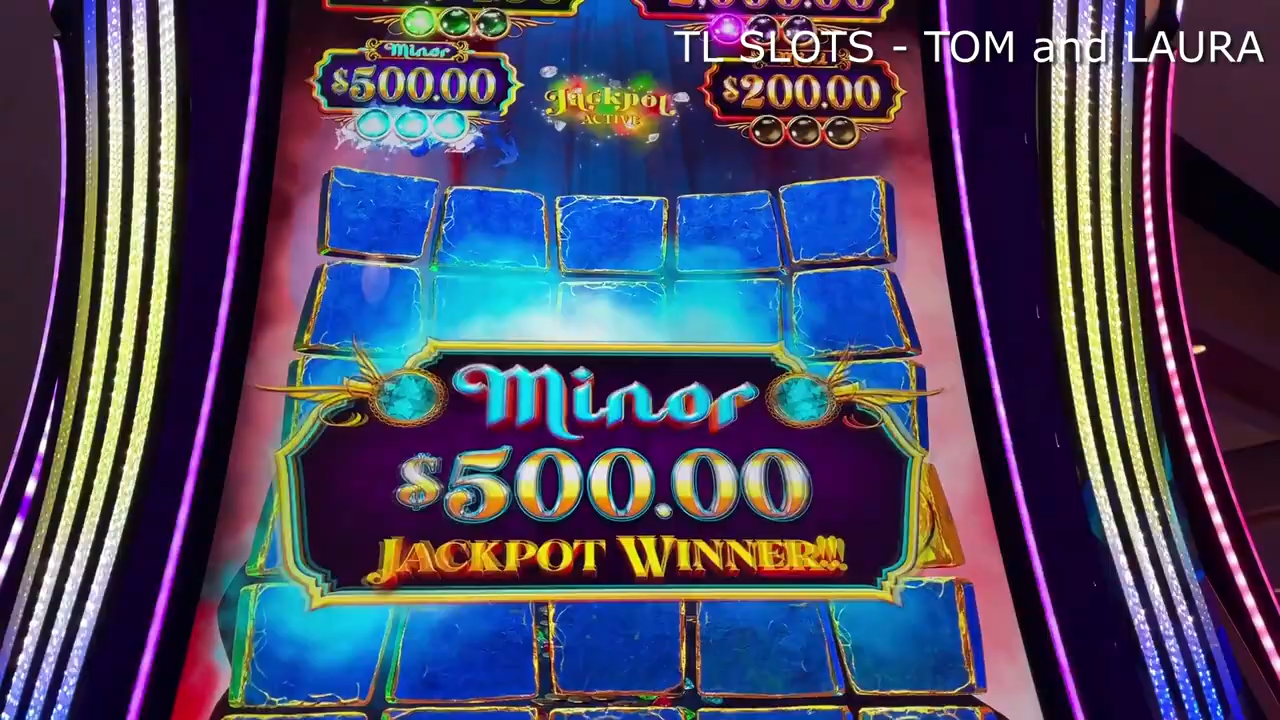 TL SLOTS - TOM and LAURA
Minor
$500.00
$200.00
Jackpot
ACTIVE
Minor
$500.00
JACKPOT WINNER!!!